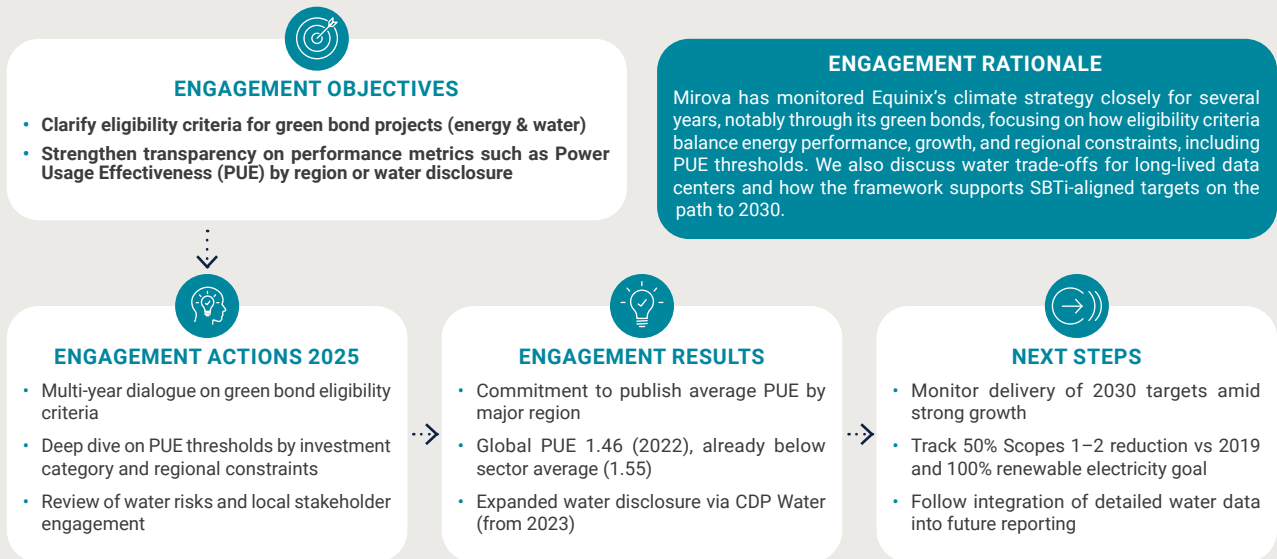 ENGAGEMENT OBJECTIVES
• Clarify eligibility criteria for green bond projects (energy & water)
• Strengthen transparency on performance metrics such as Power
Usage Effectiveness (PUE) by region or water disclosure
ENGAGEMENT RATIONALE
Mirova has monitored Equinix’s climate strategy closely for several
years, notably through its green bonds, focusing on how eligibility criteria
balance energy performance, growth, and regional constraints, including
PUE thresholds. We also discuss water trade-offs for long-lived data
centers and how the framework supports SBTi-aligned targets on the
path to 2030.
ENGAGEMENT ACTIONS 2025
• Multi-year dialogue on green bond eligibility
criteria
• Deep dive on PUE thresholds by investment
category and regional constraints
• Review of water risks and local stakeholder
engagement
ENGAGEMENT RESULTS
• Commitment to publish average PUE by
major region
• Global PUE 1.46 (2022), already below
sector average (1.55)
• Expanded water disclosure via CDP Water
(from 2023)
NEXT STEPS
• Monitor delivery of 2030 targets amid
strong growth
• Track 50% Scopes 1–2 reduction vs 2019
and 100% renewable electricity goal
• Follow integration of detailed water data
into future reporting